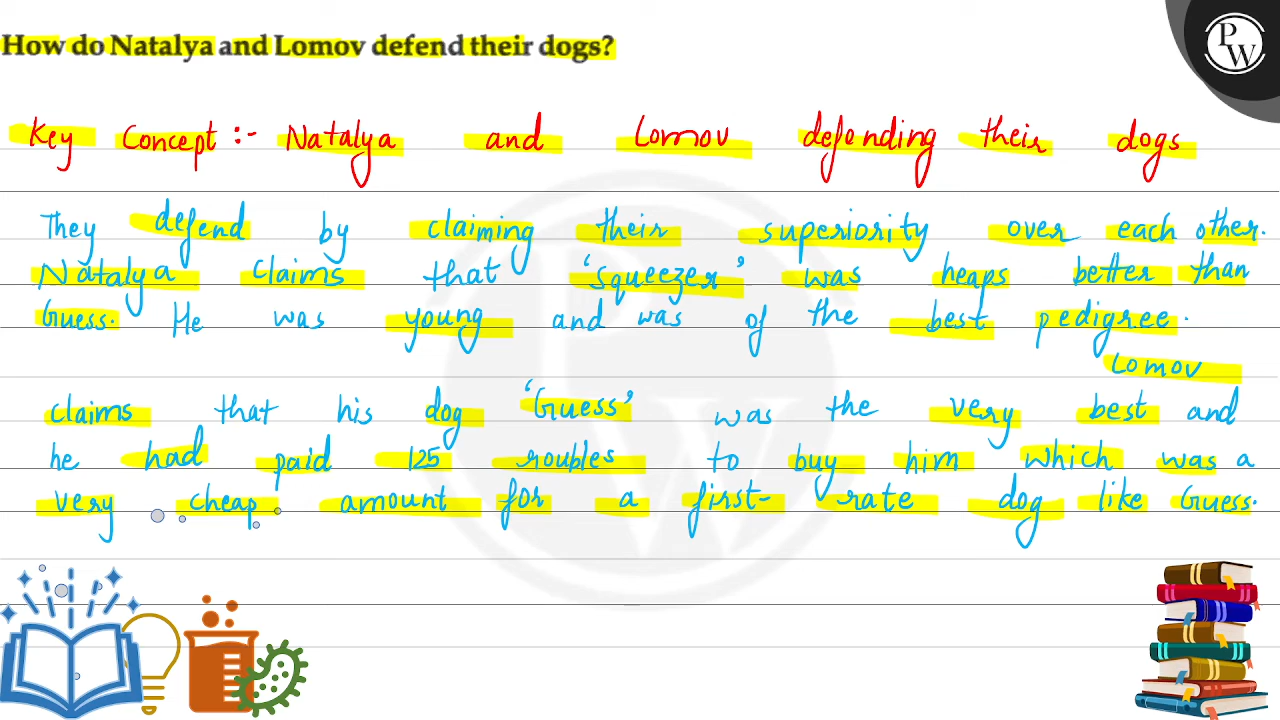 How do Natalya and Lomov defend their dogs?
P
W
Key Concept :- Natalya and Lomov defending their dogs
They defend by claiming their superiority over each other.
Natalya claims that 'squeezer' was heaps better than
Guess. He was young and was of the best pedigree.
Lomov
claims that his dog 'Guess' was the very best and
he had paid 125 roubles to buy him which was a
very cheap amount for a first-rate dog like Guess.